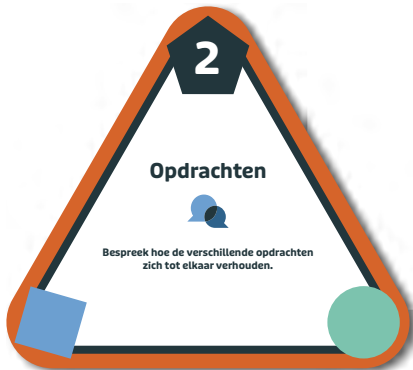 2
Opdrachten
Bespreek hoe de verschillende opdrachten
zich tot elkaar verhouden.